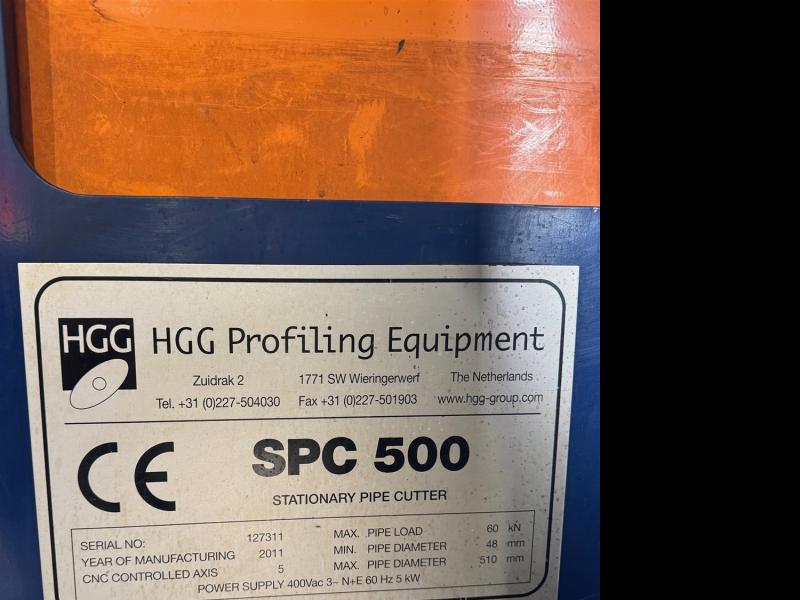 HGG
HGG Profiling Equipment
Zuidrak 2 1771 SW Wieringerwerf The Netherlands
Tel. +31 (0)227-504030 Fax +31 (0)227-501903 www.hgg-group.com
CE SPC 500
STATIONARY PIPE CUTTER
SERIAL NO: 127311 MAX. PIPE LOAD 60 kN
YEAR OF MANUFACTURING 2011 MIN. PIPE DIAMETER 48 mm
CNC CONTROLLED AXIS 5 MAX. PIPE DIAMETER 510 mm
POWER SUPPLY 400Vac 3~ N+E 60 Hz 5 kW